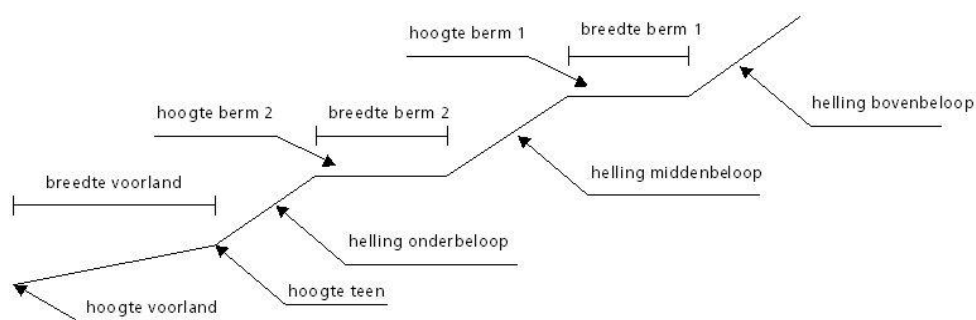 hoogte berm 1
breedte berm 1
helling bovenbeloop
hoogte berm 2
breedte berm 2
helling middenbeloop
breedte voorland
helling onderbeloop
hoogte teen
hoogte voorland